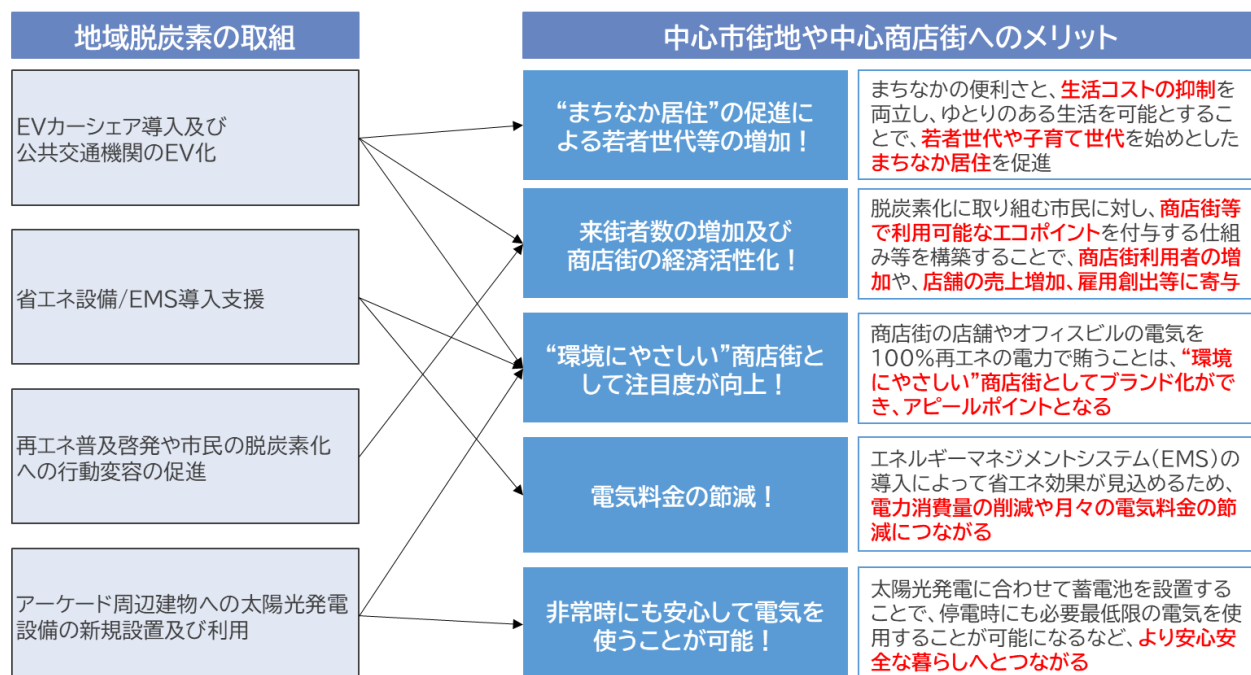 地域脱炭素の取組
中心市街地や中心商店街へのメリット
EVカーシェア導入及び
公共交通機関のEV化
省エネ設備/EMS導入支援
再エネ普及啓発や市民の脱炭素化
への行動変容の促進
アーケード周辺建物への太陽光発電
設備の新規設置及び利用
“まちなか居住”の促進に
よる若者世代等の増加！
まちなかの便利さと、生活コストの抑制を
両立し、ゆとりのある生活を可能とするこ
とで、若者世代や子育て世代を始めとした
まちなか居住を促進
来街者数の増加及び
商店街の経済活性化！
脱炭素化に取り組む市民に対し、商店街等
で利用可能なエコポイントを付与する仕組
み等を構築することで、商店街利用者の増
加や、店舗の売上増加、雇用創出等に寄与
“環境にやさしい”商店街と
して注目度が向上！
商店街の店舗やオフィスビルの電気を
100％再エネの電力で賄うことは、“環境
にやさしい”商店街としてブランド化がで
き、アピールポイントとなる
電気料金の節減！
エネルギーマネジメントシステム（EMS）の
導入によって省エネ効果が見込めるため、
電力消費量の削減や月々の電気料金の節
減につながる
非常時にも安心して電気を
使うことが可能！
太陽光発電に合わせて蓄電池を設置する
ことで、停電時にも必要最低限の電気を使
用することが可能になるなど、より安心安
全な暮らしへとつながる